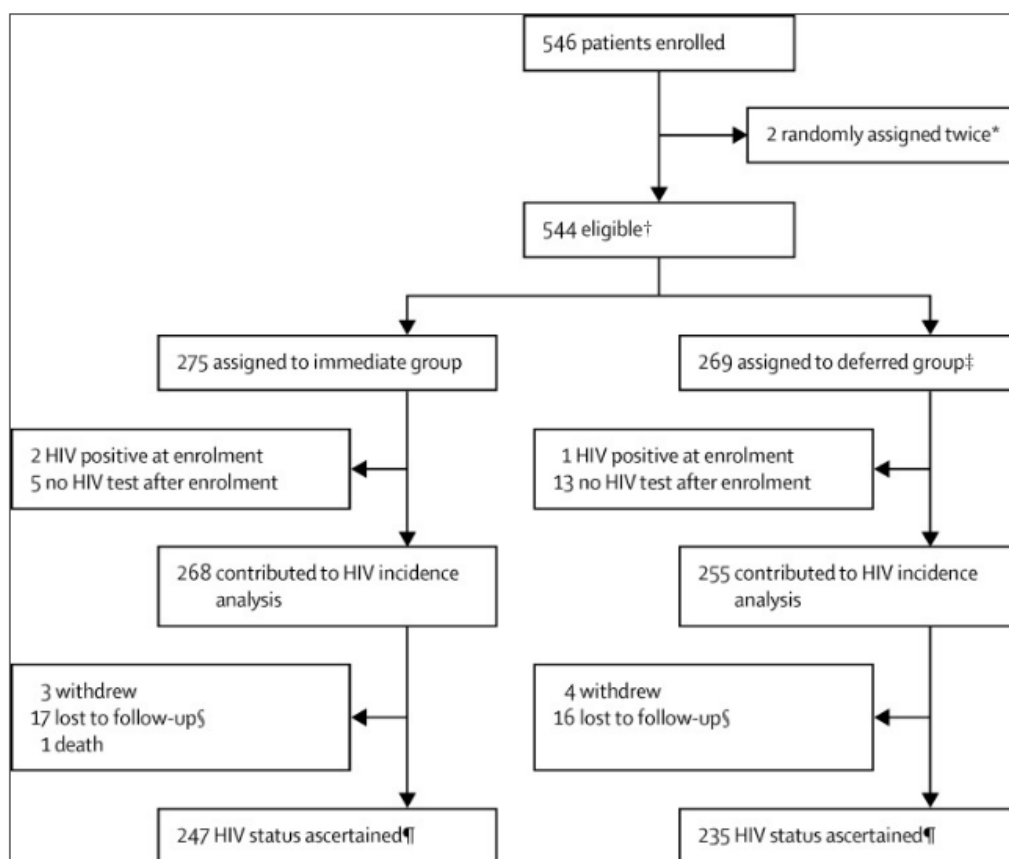 546 patients enrolled
2 randomly assigned twice*
544 eligible†
275 assigned to immediate group
269 assigned to deferred group‡
2 HIV positive at enrolment
5 no HIV test after enrolment
1 HIV positive at enrolment
13 no HIV test after enrolment
268 contributed to HIV incidence
analysis
255 contributed to HIV incidence
analysis
3 withdrew
17 lost to follow-up§
1 death
4 withdrew
16 lost to follow-up§
247 HIV status ascertained¶
235 HIV status ascertained¶